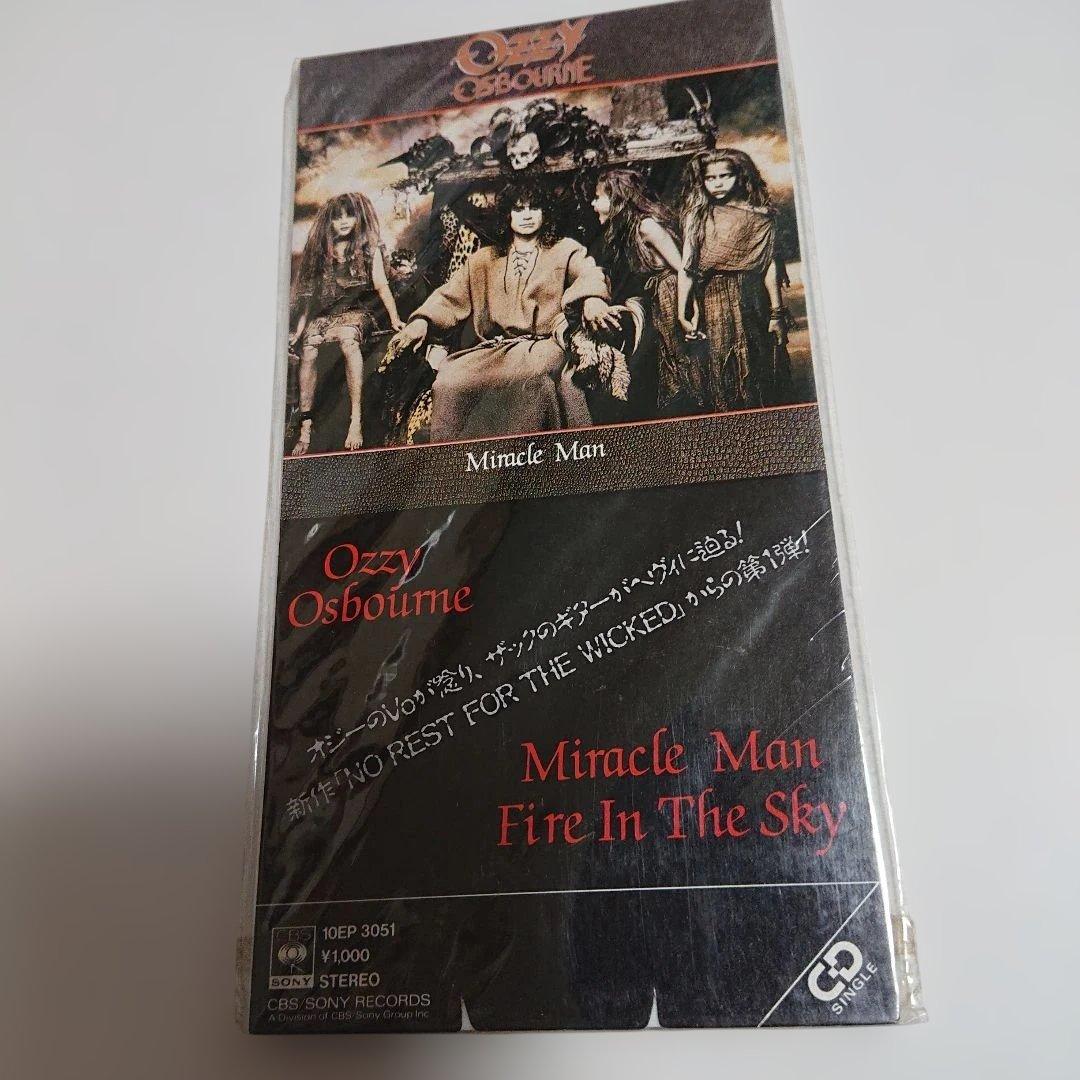 Ozzy
OSBOURNE
Miracle Man
Ozzy
Osbourne
オジーのVoが唸り、ザックのギターがヘヴィに迫る!
新作「NO REST FOR THE WICKED」からの第1弾!
Miracle Man
Fire In The Sky
CBS
SONY
10EP 3051
¥1,000
STEREO
CBS/SONY RECORDS
A Division of CBS/Sony Group Inc
CD
SINGLE